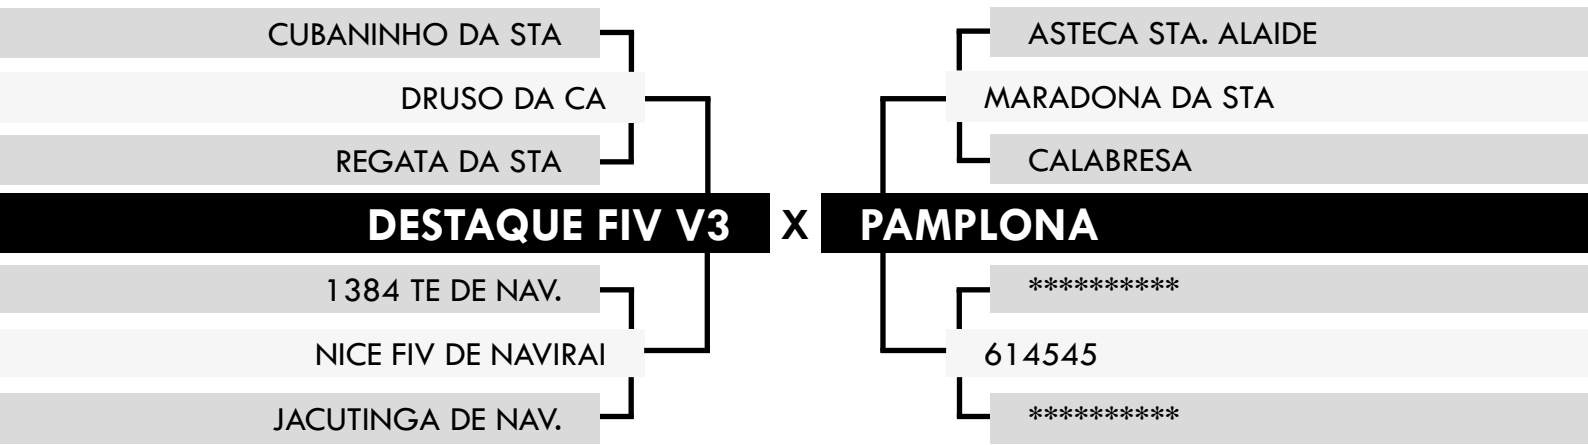 CUBANINHO DA STA
DRUSO DA CA
REGATA DA STA
DESTAQUE FIV V3
1384 TE DE NAV.
NICE FIV DE NAVIRAI
JACUTINGA DE NAV.
X
ASTECA STA. ALAIDE
MARADONA DA STA
CALABRESA
PAMPLONA
**********
614545
**********